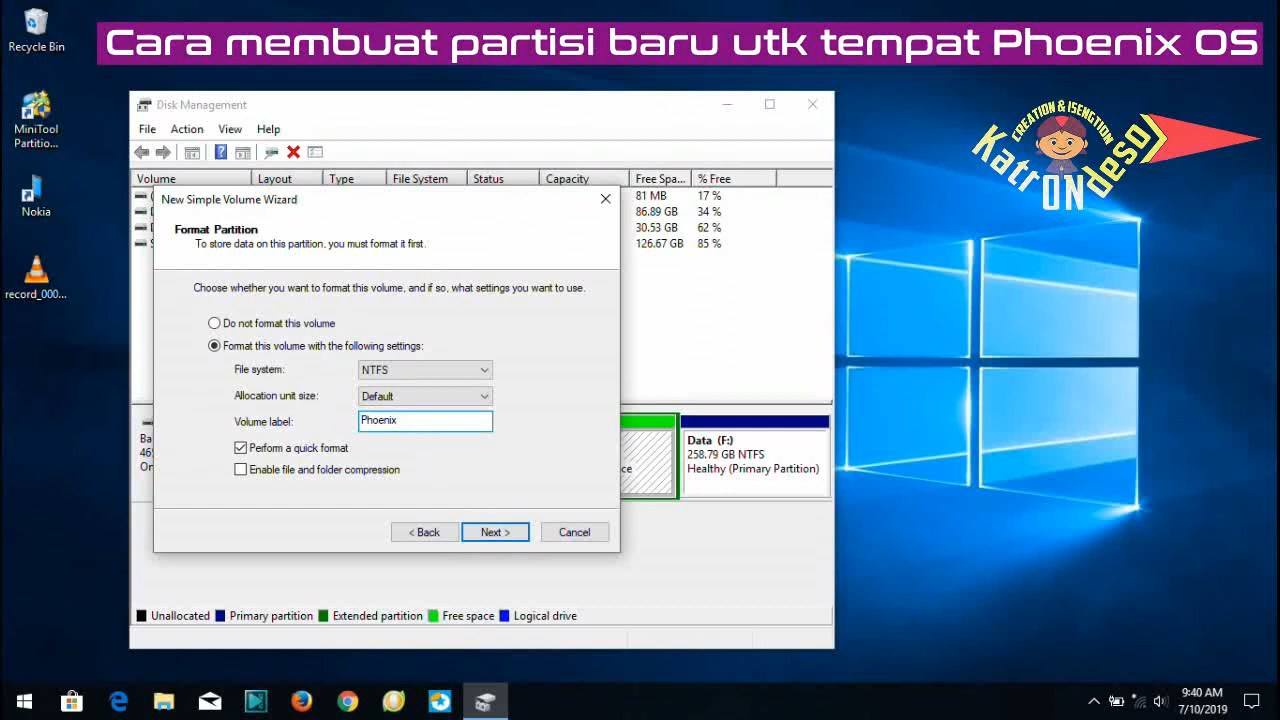 Cara membuat partisi baru utk tempat Phoenix OS
Recycle Bin
MiniTool
Partitio...
Nokia
record_000...
CREATION & ISENGTION
KatrONdeso
Disk Management
File Action View Help
Volume Layout Type File System Status Capacity Free Spa... % Free
81 MB 17 %
86.89 GB 34 %
30.53 GB 62 %
126.67 GB 85 %
New Simple Volume Wizard
Format Partition
To store data on this partition, you must format it first.
Choose whether you want to format this volume, and if so, what settings you want to use.
Do not format this volume
Format this volume with the following settings:
File system: NTFS
Allocation unit size: Default
Volume label: Phoenix
Perform a quick format
Enable file and folder compression
< Back Next > Cancel
Ba
465
On
ce
Data (F:)
258.79 GB NTFS
Healthy (Primary Partition)
Unallocated Primary partition Extended partition Free space Logical drive
9:40 AM
7/10/2019